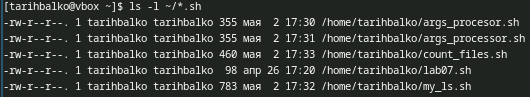 [tarihbalko@vbox ~]$ ls -l ~/*.sh
-rw-r--r--. 1 tarihbalko tarihbalko 355 мая  2 17:30 /home/tarihbalko/args_procesor.sh
-rw-r--r--. 1 tarihbalko tarihbalko 355 мая  2 17:31 /home/tarihbalko/args_processor.sh
-rw-r--r--. 1 tarihbalko tarihbalko 460 мая  2 17:33 /home/tarihbalko/count_files.sh
-rw-r--r--. 1 tarihbalko tarihbalko  98 апр 26 17:20 /home/tarihbalko/lab07.sh
-rw-r--r--. 1 tarihbalko tarihbalko 783 мая  2 17:32 /home/tarihbalko/my_ls.sh